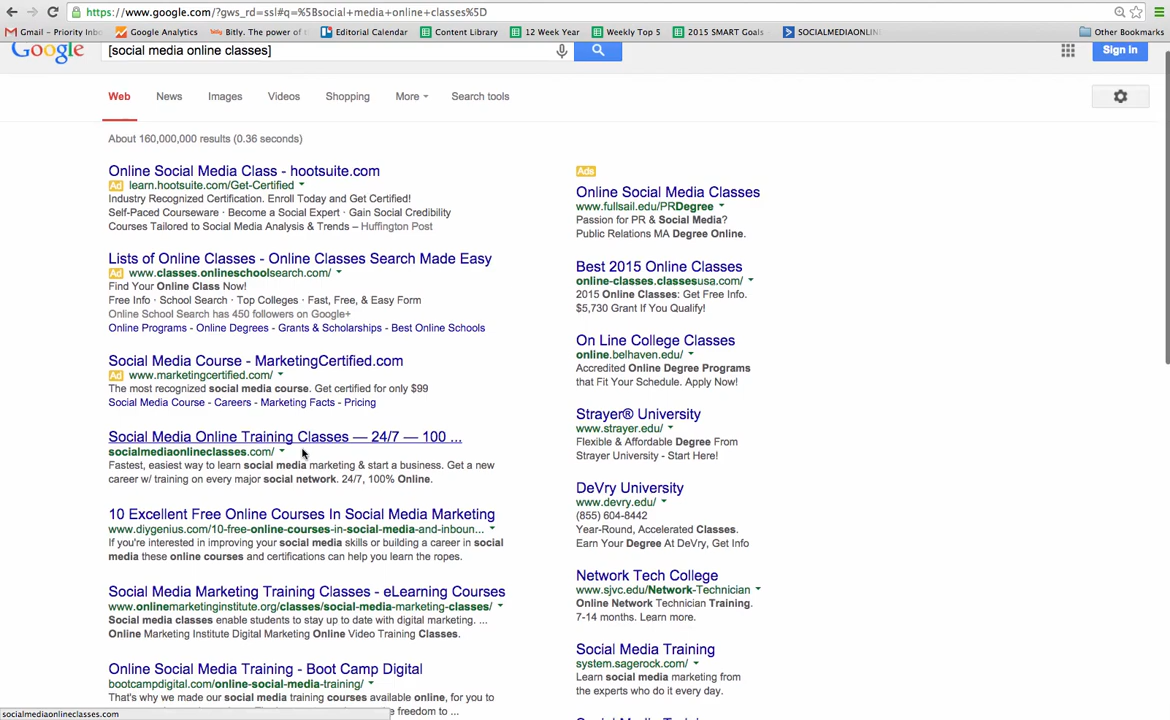 https://www.google.com/?gws_rd=ssl#q=%5Bsocial+media+online+classes%5D
Gmail - Priority Inbo
Google Analytics
Bitly. The power of
Editorial Calendar
Content Library
12 Week Year
Weekly Top 5
2015 SMART Goals
SOCIALMEDIAONLIN
Other Bookmarks
Google
[social media online classes]
Sign in
Web News Images Videos Shopping More Search tools
About 160,000,000 results (0.36 seconds)
Online Social Media Class - hootsuite.com
Ad learn.hootsuite.com/Get-Certified
Industry Recognized Certification. Enroll Today and Get Certified!
Self-Paced Courseware · Become a Social Expert · Gain Social Credibility
Courses Tailored to Social Media Analysis & Trends – Huffington Post
Lists of Online Classes - Online Classes Search Made Easy
Ad www.classes.onlineschoolsearch.com/
Find Your Online Class Now!
Free Info · School Search · Top Colleges · Fast, Free, & Easy Form
Online School Search has 450 followers on Google+
Online Programs - Online Degrees - Grants & Scholarships - Best Online Schools
Social Media Course - MarketingCertified.com
Ad www.marketingcertified.com/
The most recognized social media course. Get certified for only $99
Social Media Course - Careers - Marketing Facts - Pricing
Social Media Online Training Classes — 24/7 — 100 ...
socialmediaonlineclasses.com/
Fastest, easiest way to learn social media marketing & start a business. Get a new
career w/ training on every major social network. 24/7, 100% Online.
10 Excellent Free Online Courses In Social Media Marketing
www.diygenius.com/10-free-online-courses-in-social-media-and-inboun...
If you're interested in improving your social media skills or building a career in social
media these online courses and certifications can help you learn the ropes.
Social Media Marketing Training Classes - eLearning Courses
www.onlinemarketinginstitute.org/classes/social-media-marketing-classes/
Social media classes enable students to stay up to date with digital marketing. ...
Online Marketing Institute Digital Marketing Online Video Training Classes.
Online Social Media Training - Boot Camp Digital
bootcampdigital.com/online-social-media-training/
That's why we made our social media training courses available online, for you to
freedom to ...
socialmediaonlineclasses.com
Ads
Online Social Media Classes
www.fullsail.edu/PRDegree
Passion for PR & Social Media?
Public Relations MA Degree Online.
Best 2015 Online Classes
online-classes.classesusa.com/
2015 Online Classes: Get Free Info.
$5,730 Grant If You Qualify!
On Line College Classes
online.belhaven.edu/
Accredited Online Degree Programs
that Fit Your Schedule. Apply Now!
Strayer® University
www.strayer.edu/
Flexible & Affordable Degree From
Strayer University - Start Here!
DeVry University
www.devry.edu/
(855) 604-8442
Year-Round, Accelerated Classes.
Earn Your Degree At DeVry, Get Info
Network Tech College
www.sjvc.edu/Network-Technician
Online Network Technician Training.
7-14 months. Learn more.
Social Media Training
system.sagerock.com/
Learn social media marketing from
the experts who do it every day.